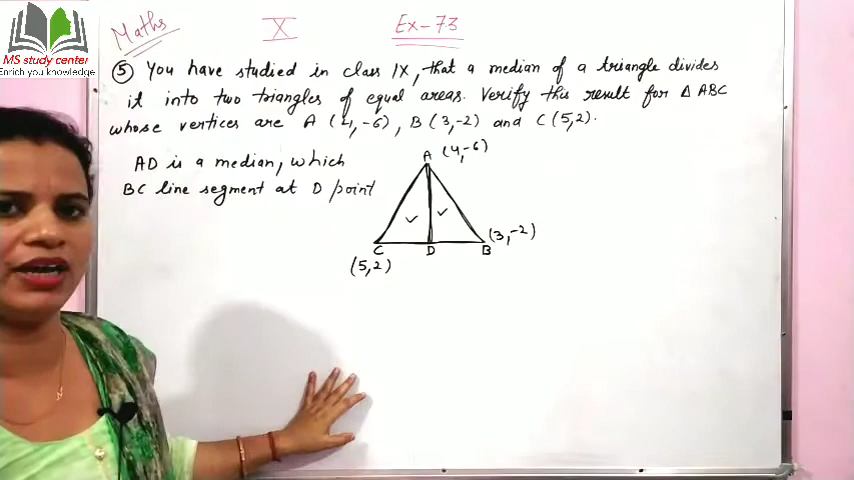 MS study center
Enrich you knowledge
Maths
X
Ex-7.3
5 You have studied in class IX, that a median of a triangle divides
it into two triangles of equal areas. Verify this result for Δ ABC
whose vertices are A (4,-6), B (3,-2) and C (5,2).
AD is a median, which
BC line segment at D point
A (4,-6)
(3,-2)
C D B
(5,2)